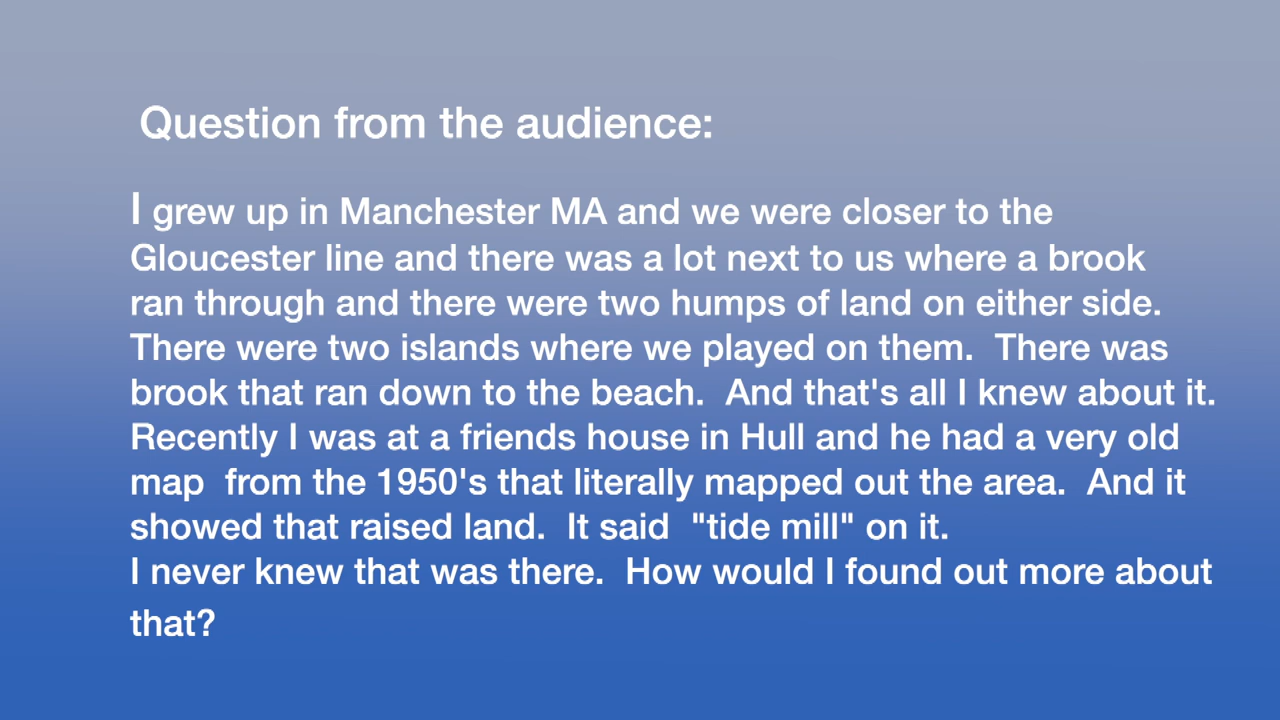 Question from the audience:
I grew up in Manchester MA and we were closer to the
Gloucester line and there was a lot next to us where a brook
ran through and there were two humps of land on either side.
There were two islands where we played on them.  There was
brook that ran down to the beach.  And that's all I knew about it.
Recently I was at a friends house in Hull and he had a very old
map  from the 1950's that literally mapped out the area.  And it
showed that raised land.  It said  "tide mill" on it.
I never knew that was there.  How would I found out more about
that?